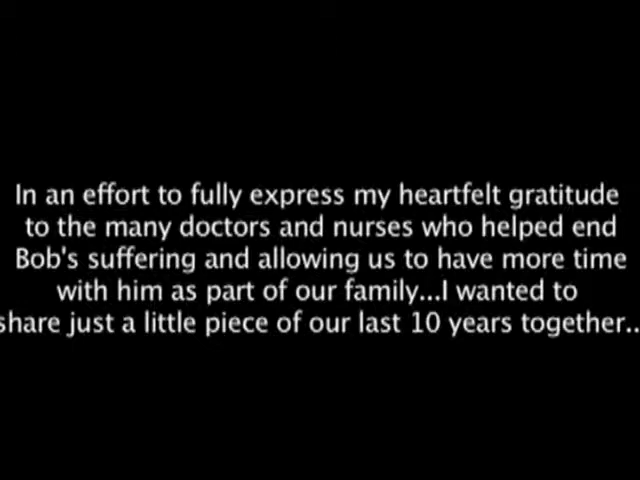 In an effort to fully express my heartfelt gratitude
to the many doctors and nurses who helped end
Bob's suffering and allowing us to have more time
with him as part of our family...I wanted to
share just a little piece of our last 10 years together..